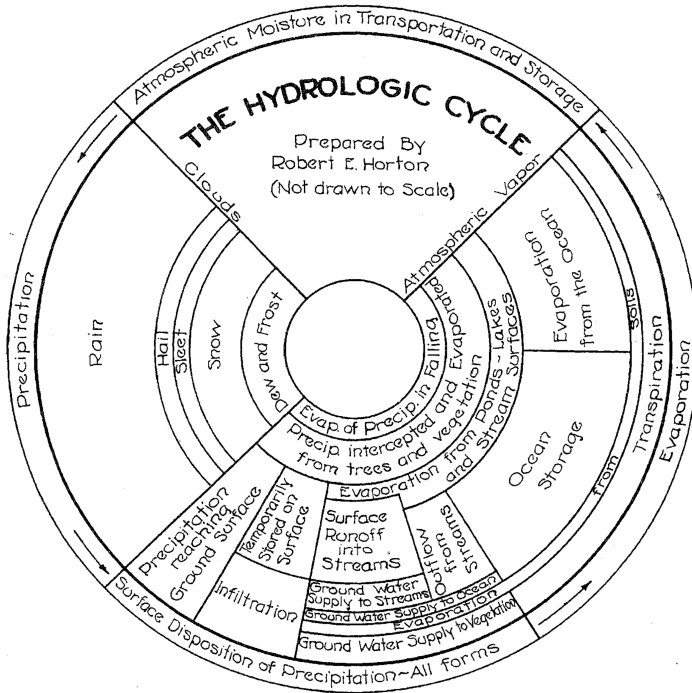 Atmospheric Moisture in Transportation and Storage
THE HYDROLOGIC CYCLE
Prepared By
Robert E. Horton
(Not drawn to Scale)
Clouds
Atmospheric Vapor
Precipitation
Rain
Hail
Sleet
Snow
Dew and Frost
Evap. of Precip. in Falling
Precip. intercepted and Evaporated
from trees and vegetation
Evaporation from Ponds - Lakes
and Stream Surfaces
Evaporation
from the Ocean
Ocean
Storage
Evaporation from soils
Transpiration
Evaporation
Precipitation
reaching
Ground Surface
Temporarily
Stored on
Surface
Infiltration
Surface
Runoff
into
Streams
Outflow
from
Streams
Ground Water
Supply to Streams
Ground Water Supply to Ocean
Ground Water Supply to Vegetation
Surface Disposition of Precipitation~All forms